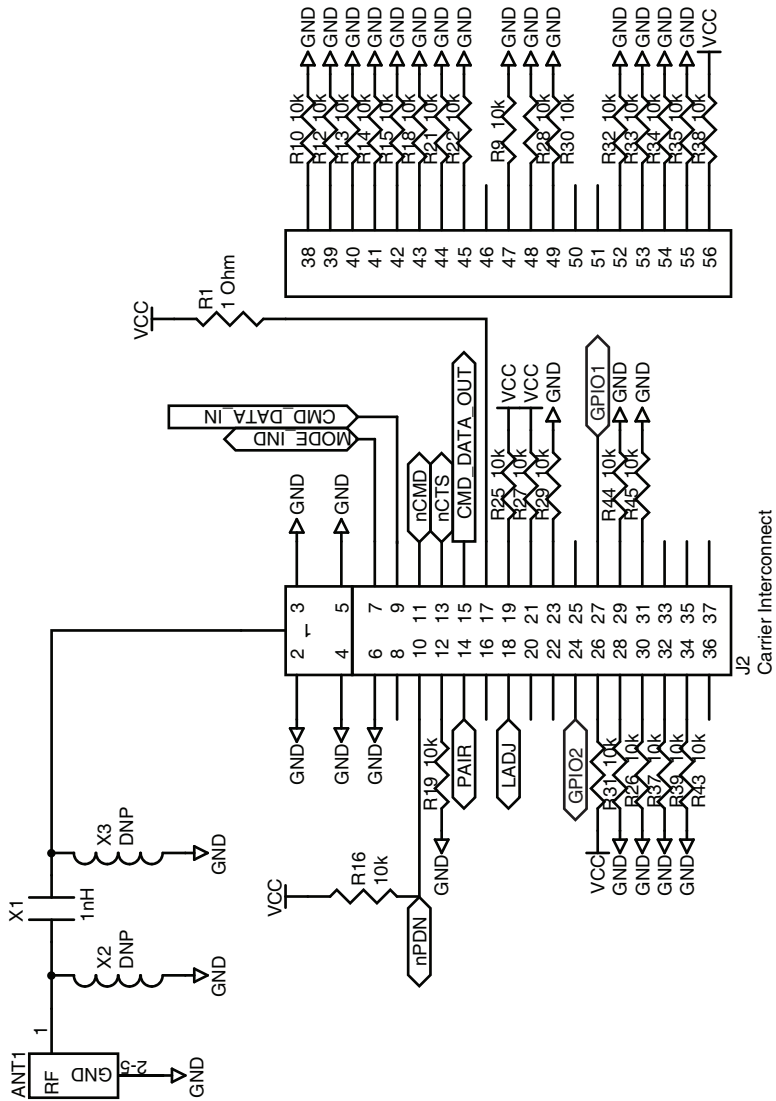 ANT1
RF
GND
1
2-5
GND
X2
DNP
GND
X1
1nH
X3
DNP
GND
VCC
R16
10k
nPDN
GND
GND
GND
GND
GND
2
3
1
4
5
6
7
8
9
10
11
12
13
14
15
16
17
18
19
20
21
22
23
24
25
26
27
28
29
30
31
32
33
34
35
36
37
J2
Carrier Interconnect
GND
R19 10k
PAIR
LADJ
GPIO2
VCC
R31 10k
GND
R26 10k
GND
R37 10k
GND
R39 10k
GND
R43 10k
MODE_IND
CMD_DATA_IN
nCMD
nCTS
CMD_DATA_OUT
VCC
R1
1 Ohm
R25 10k
VCC
R27 10k
VCC
R29 10k
GND
GPIO1
R44 10k
GND
R45 10k
GND
38
R10 10k
GND
39
R12 10k
GND
40
R13 10k
GND
41
R14 10k
GND
42
R15 10k
GND
43
R18 10k
GND
44
R21 10k
GND
45
R22 10k
GND
46
47
R9 10k
GND
48
R28 10k
GND
49
R30 10k
GND
50
51
52
R32 10k
GND
53
R33 10k
GND
54
R34 10k
GND
55
R35 10k
GND
56
R38 10k
VCC